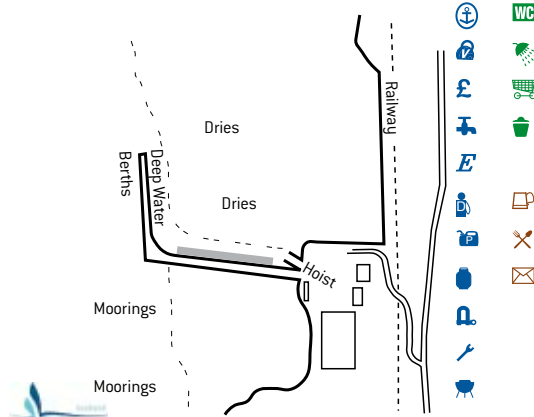 WC
V
£
Railway
Dries
E
Deep Water
Berths
Dries
D
P
Hoist
Moorings
Moorings